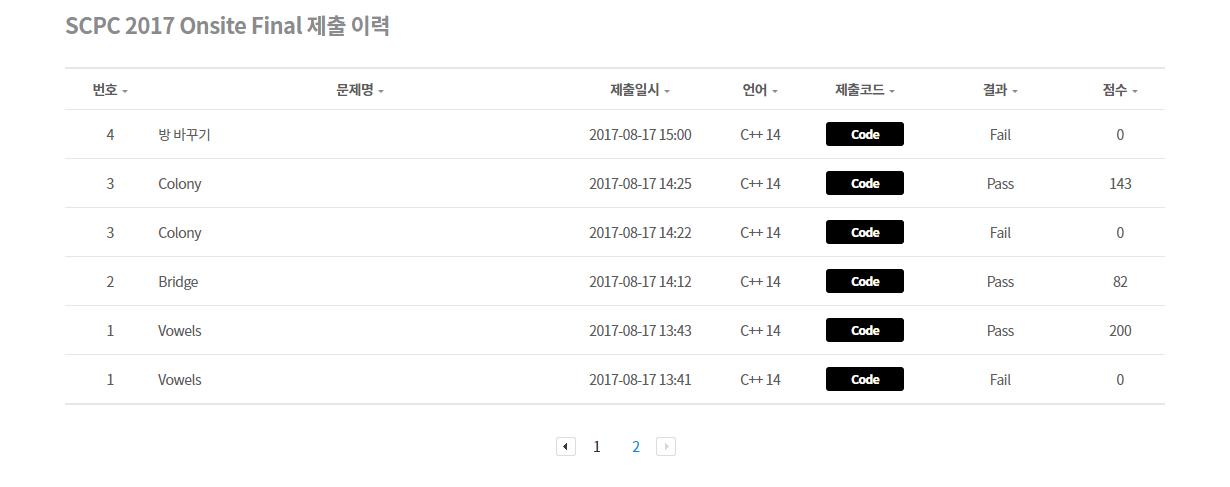 SCPC 2017 Onsite Final 제출 이력
번호 문제명 제출일시 언어 제출코드 결과 점수
4 방 바꾸기 2017-08-17 15:00 C++ 14 Code Fail 0
3 Colony 2017-08-17 14:25 C++ 14 Code Pass 143
3 Colony 2017-08-17 14:22 C++ 14 Code Fail 0
2 Bridge 2017-08-17 14:12 C++ 14 Code Pass 82
1 Vowels 2017-08-17 13:43 C++ 14 Code Pass 200
1 Vowels 2017-08-17 13:41 C++ 14 Code Fail 0
1 2